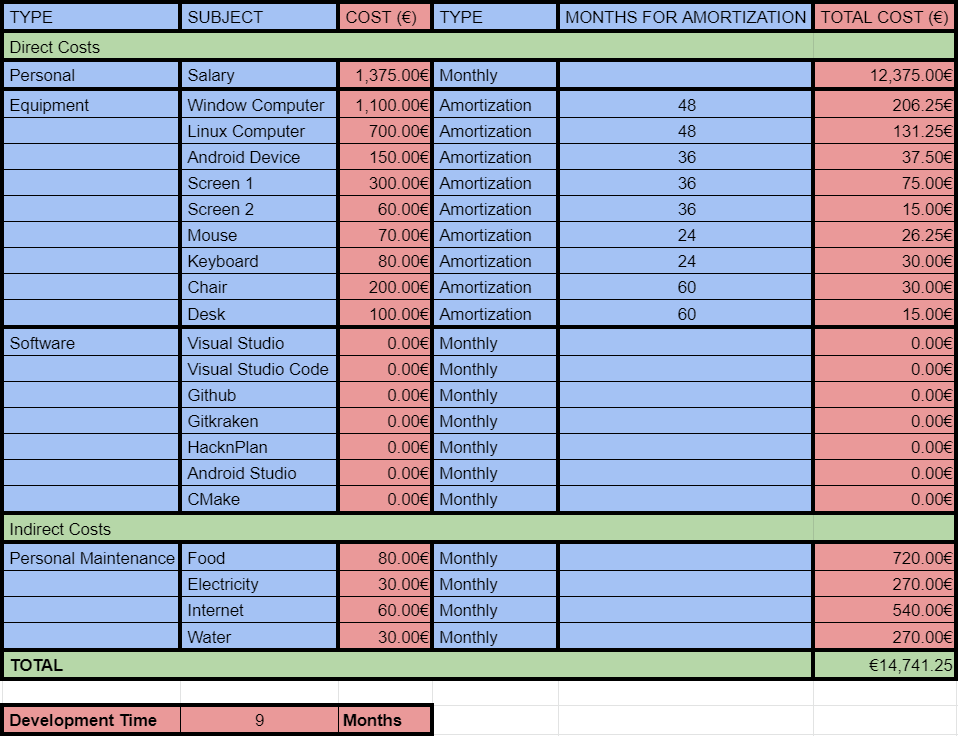 TYPE SUBJECT COST (€) TYPE MONTHS FOR AMORTIZATION TOTAL COST (€)
Direct Costs
Personal Salary 1,375.00€ Monthly 12,375.00€
Equipment Window Computer 1,100.00€ Amortization 48 206.25€
Linux Computer 700.00€ Amortization 48 131.25€
Android Device 150.00€ Amortization 36 37.50€
Screen 1 300.00€ Amortization 36 75.00€
Screen 2 60.00€ Amortization 36 15.00€
Mouse 70.00€ Amortization 24 26.25€
Keyboard 80.00€ Amortization 24 30.00€
Chair 200.00€ Amortization 60 30.00€
Desk 100.00€ Amortization 60 15.00€
Software Visual Studio 0.00€ Monthly 0.00€
Visual Studio Code 0.00€ Monthly 0.00€
Github 0.00€ Monthly 0.00€
Gitkraken 0.00€ Monthly 0.00€
HacknPlan 0.00€ Monthly 0.00€
Android Studio 0.00€ Monthly 0.00€
CMake 0.00€ Monthly 0.00€
Indirect Costs
Personal Maintenance Food 80.00€ Monthly 720.00€
Electricity 30.00€ Monthly 270.00€
Internet 60.00€ Monthly 540.00€
Water 30.00€ Monthly 270.00€
TOTAL €14,741.25
Development Time 9 Months